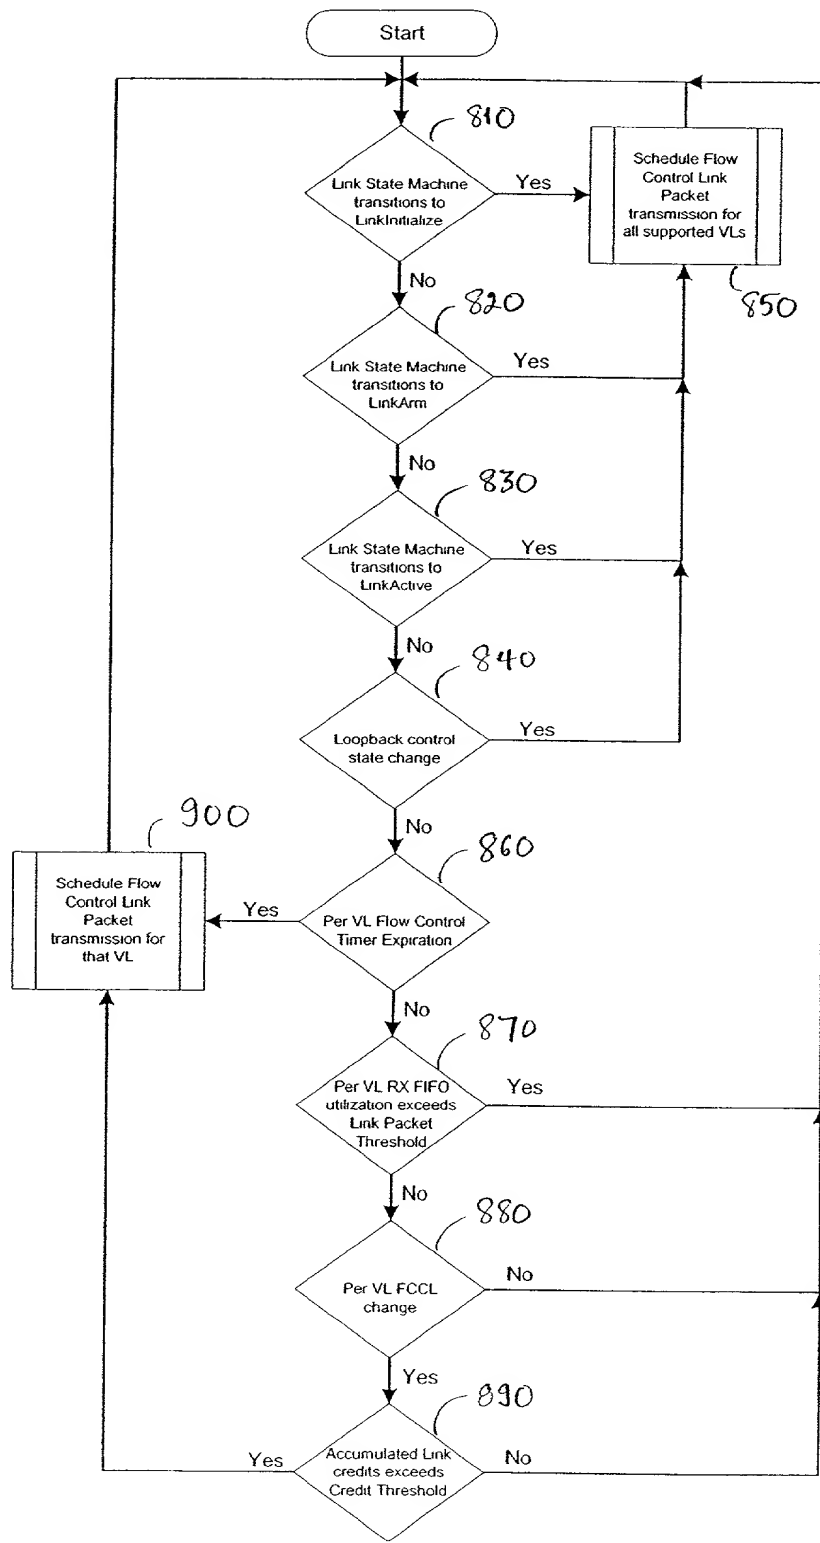 Start
810
Link State Machine
transitions to
LinkInitialize
Yes
Schedule Flow
Control Link
Packet
transmission for
all supported VLs
850
No
820
Link State Machine
transitions to
LinkArm
Yes
No
830
Link State Machine
transitions to
LinkActive
Yes
No
840
Loopback control
state change
Yes
No
900
Schedule Flow
Control Link
Packet
transmission for
that VL
Yes
860
Per VL Flow Control
Timer Expiration
No
870
Per VL RX FIFO
utilization exceeds
Link Packet
Threshold
Yes
No
880
Per VL FCCL
change
No
Yes
890
Accumulated Link
credits exceeds
Credit Threshold
Yes
No